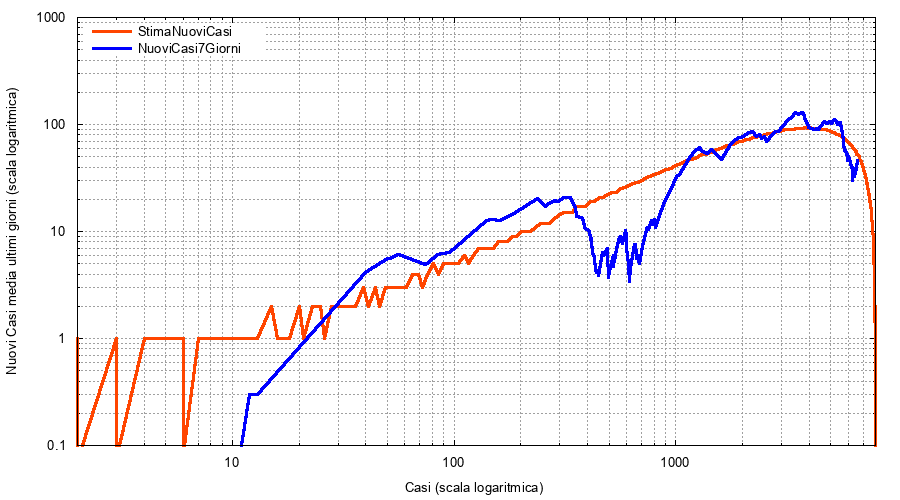 1000
StimaNuoviCasi
NuoviCasi7Giorni
100
10
1
0.1
Nuovi Casi media ultimi giorni (scala logaritmica)
10
100
1000
Casi (scala logaritmica)